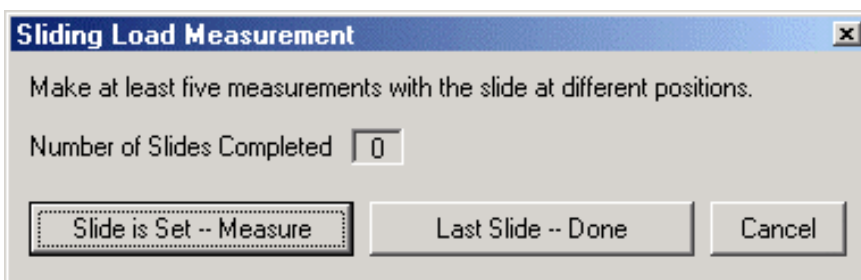 Sliding Load Measurement
Make at least five measurements with the slide at different positions.
Number of Slides Completed 0
Slide is Set -- Measure Last Slide -- Done Cancel